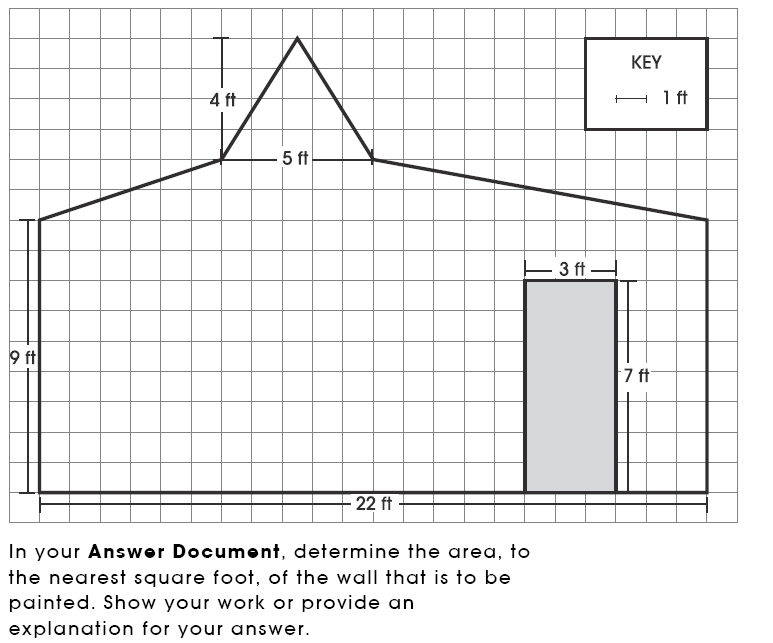 KEY
1 ft
4 ft
5 ft
3 ft
9 ft
7 ft
22 ft
In your Answer Document, determine the area, to
the nearest square foot, of the wall that is to be
painted. Show your work or provide an
explanation for your answer.